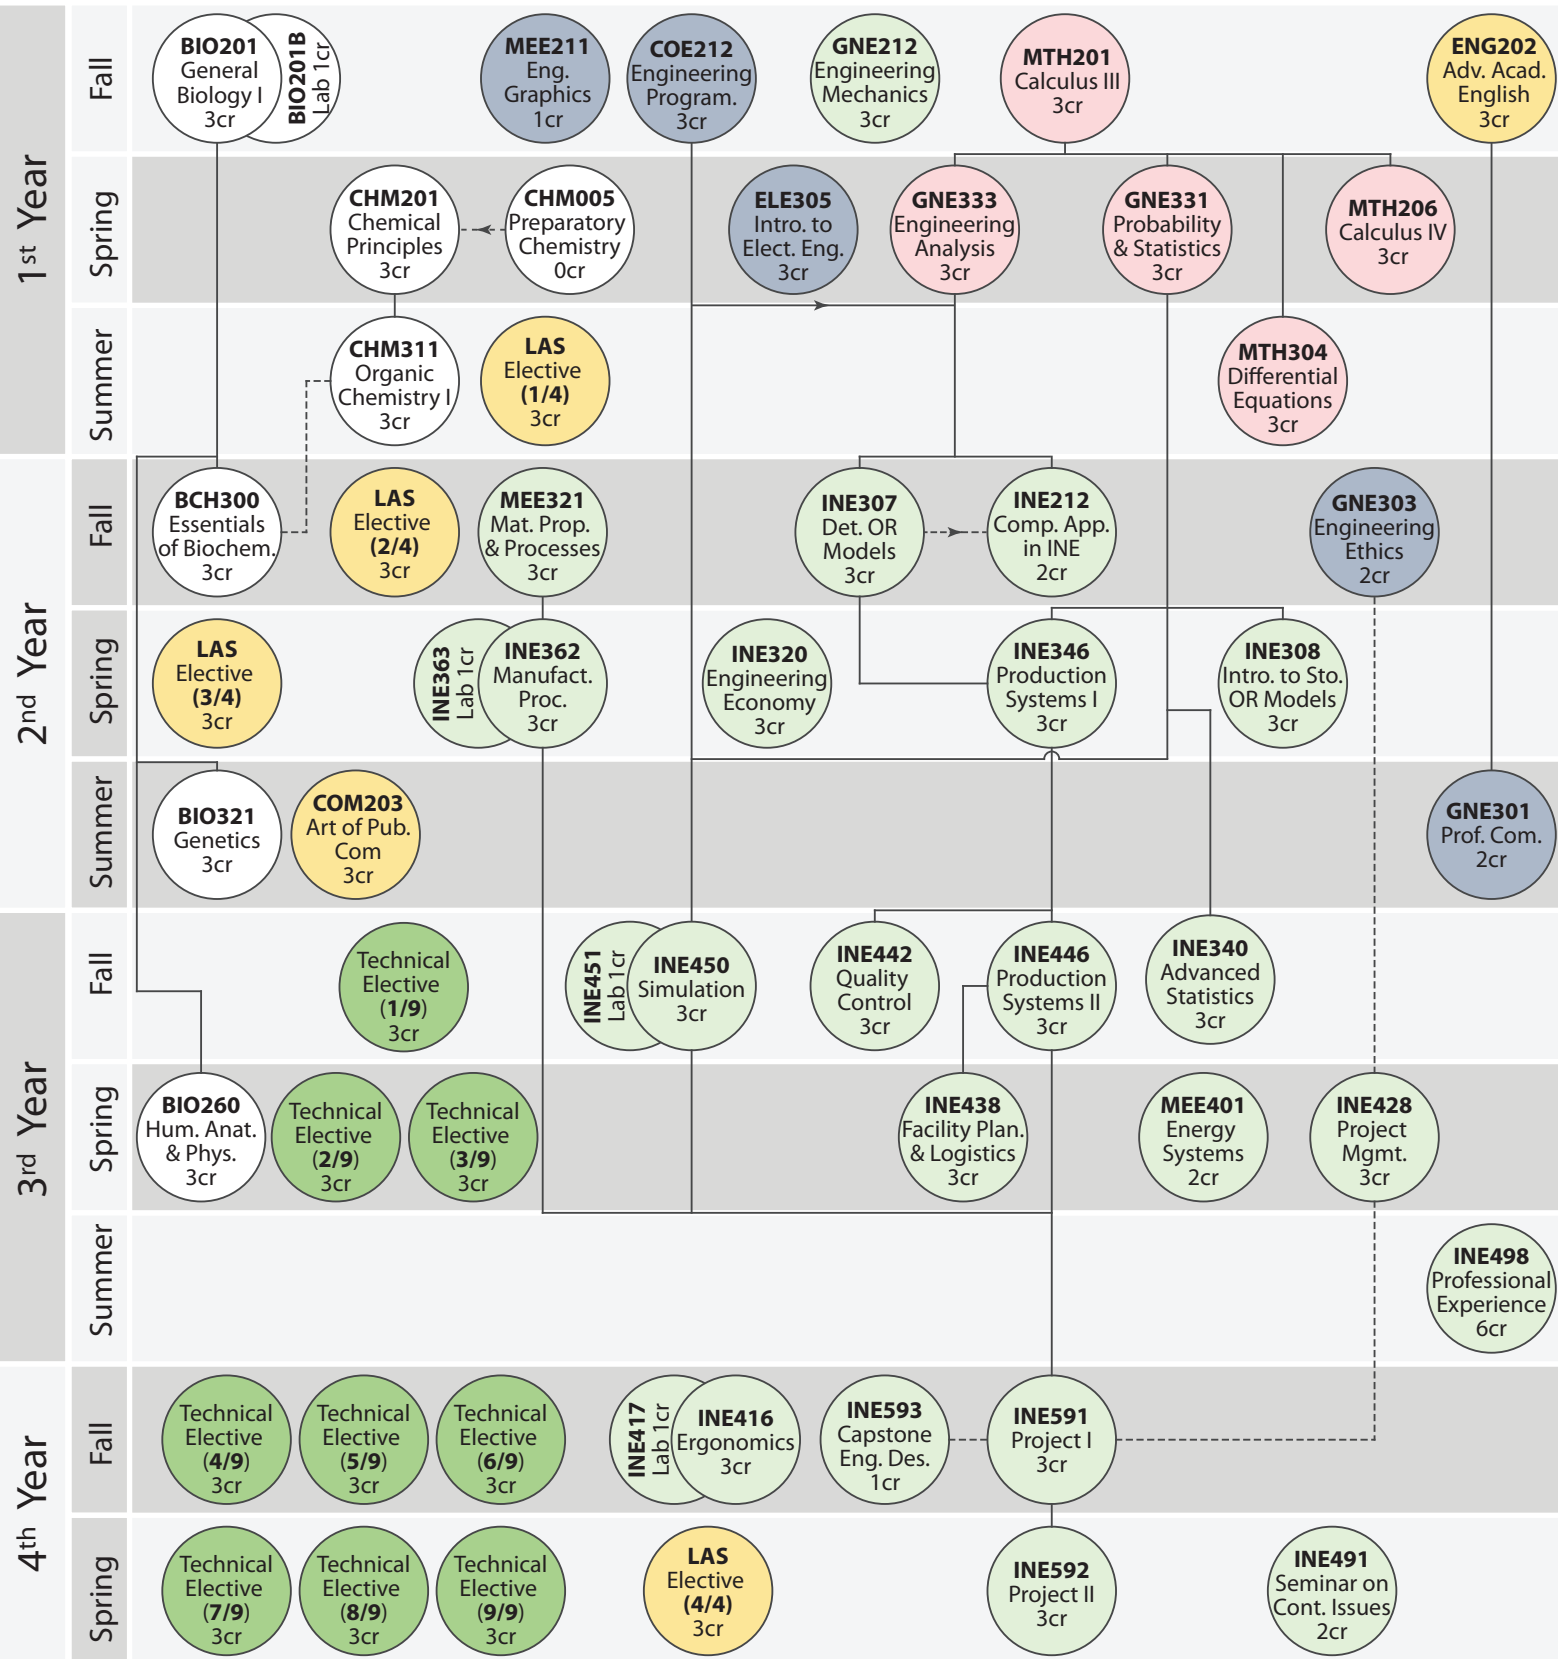 1st Year
Fall
BIO201
General
Biology I
3cr
BIO201B
Lab 1cr
MEE211
Eng.
Graphics
1cr
COE212
Engineering
Program.
3cr
GNE212
Engineering
Mechanics
3cr
MTH201
Calculus III
3cr
ENG202
Adv. Acad.
English
3cr
Spring
CHM201
Chemical
Principles
3cr
CHM005
Preparatory
Chemistry
0cr
ELE305
Intro. to
Elect. Eng.
3cr
GNE333
Engineering
Analysis
3cr
GNE331
Probability
& Statistics
3cr
MTH206
Calculus IV
3cr
Summer
CHM311
Organic
Chemistry I
3cr
LAS
Elective
(1/4)
3cr
MTH304
Differential
Equations
3cr
2nd Year
Fall
BCH300
Essentials
of Biochem.
3cr
LAS
Elective
(2/4)
3cr
MEE321
Mat. Prop.
& Processes
3cr
INE307
Det. OR
Models
3cr
INE212
Comp. App.
in INE
2cr
GNE303
Engineering
Ethics
2cr
Spring
LAS
Elective
(3/4)
3cr
INE363
Lab 1cr
INE362
Manufact.
Proc.
3cr
INE320
Engineering
Economy
3cr
INE346
Production
Systems I
3cr
INE308
Intro. to Sto.
OR Models
3cr
Summer
BIO321
Genetics
3cr
COM203
Art of Pub.
Com
3cr
GNE301
Prof. Com.
2cr
3rd Year
Fall
Technical
Elective
(1/9)
3cr
INE451
Lab 1cr
INE450
Simulation
3cr
INE442
Quality
Control
3cr
INE446
Production
Systems II
3cr
INE340
Advanced
Statistics
3cr
Spring
BIO260
Hum. Anat.
& Phys.
3cr
Technical
Elective
(2/9)
3cr
Technical
Elective
(3/9)
3cr
INE438
Facility Plan.
& Logistics
3cr
MEE401
Energy
Systems
2cr
INE428
Project
Mgmt.
3cr
Summer
INE498
Professional
Experience
6cr
4th Year
Fall
Technical
Elective
(4/9)
3cr
Technical
Elective
(5/9)
3cr
Technical
Elective
(6/9)
3cr
INE417
Lab 1cr
INE416
Ergonomics
3cr
INE593
Capstone
Eng. Des.
1cr
INE591
Project I
3cr
Spring
Technical
Elective
(7/9)
3cr
Technical
Elective
(8/9)
3cr
Technical
Elective
(9/9)
3cr
LAS
Elective
(4/4)
3cr
INE592
Project II
3cr
INE491
Seminar on
Cont. Issues
2cr